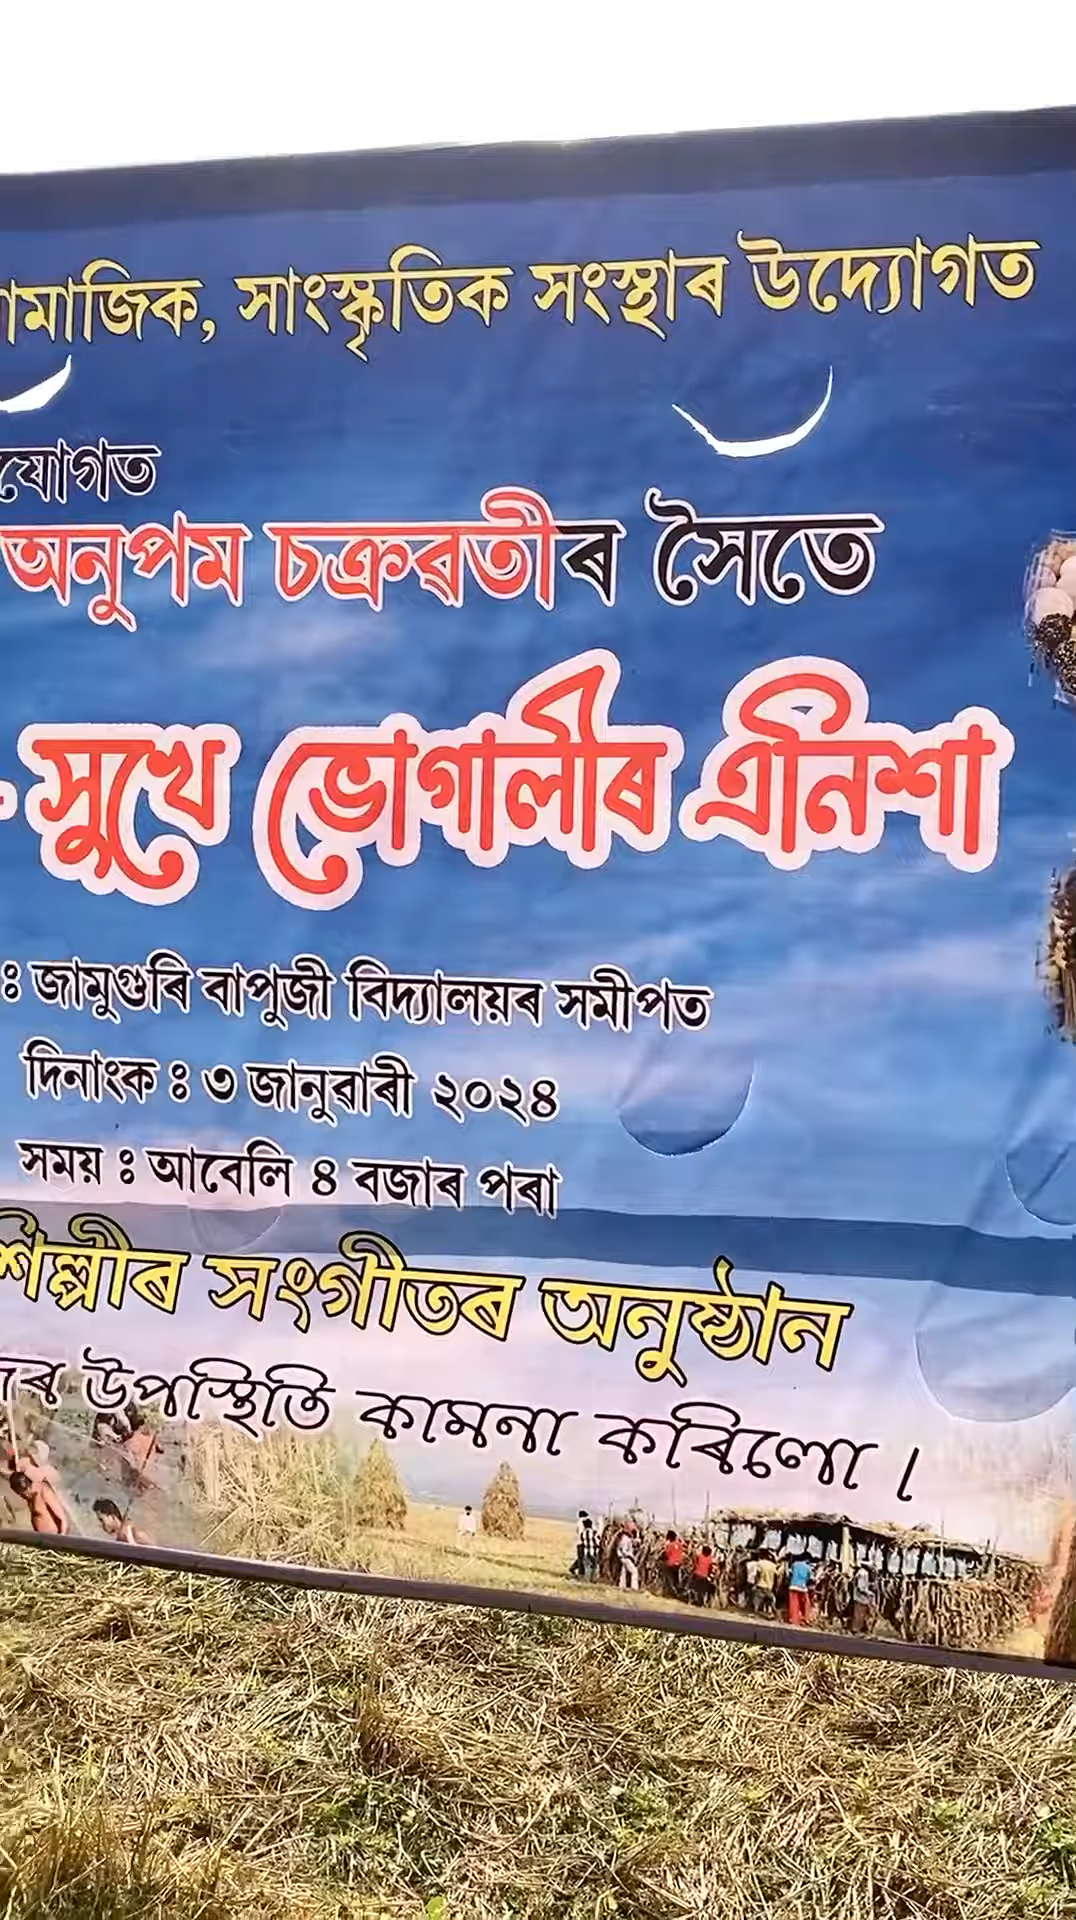 সাংস্কৃতিক সংস্থাৰ উদ্যোগত
অনুপম চক্ৰৱৰ্তীৰ সৈতে
সুখে ভোগালীৰ এনিশা
: জামুগুৰি বাপুজী বিদ্যালয়ৰ সমীপত
দিনাংক : ৩ জানুৱাৰী ২০২৪
সময় : আবেলি ৪ বজাৰ পৰা
শিল্পীৰ সংগীতৰ অনুষ্ঠান
উপস্থিতি কামনা কৰিলো ।